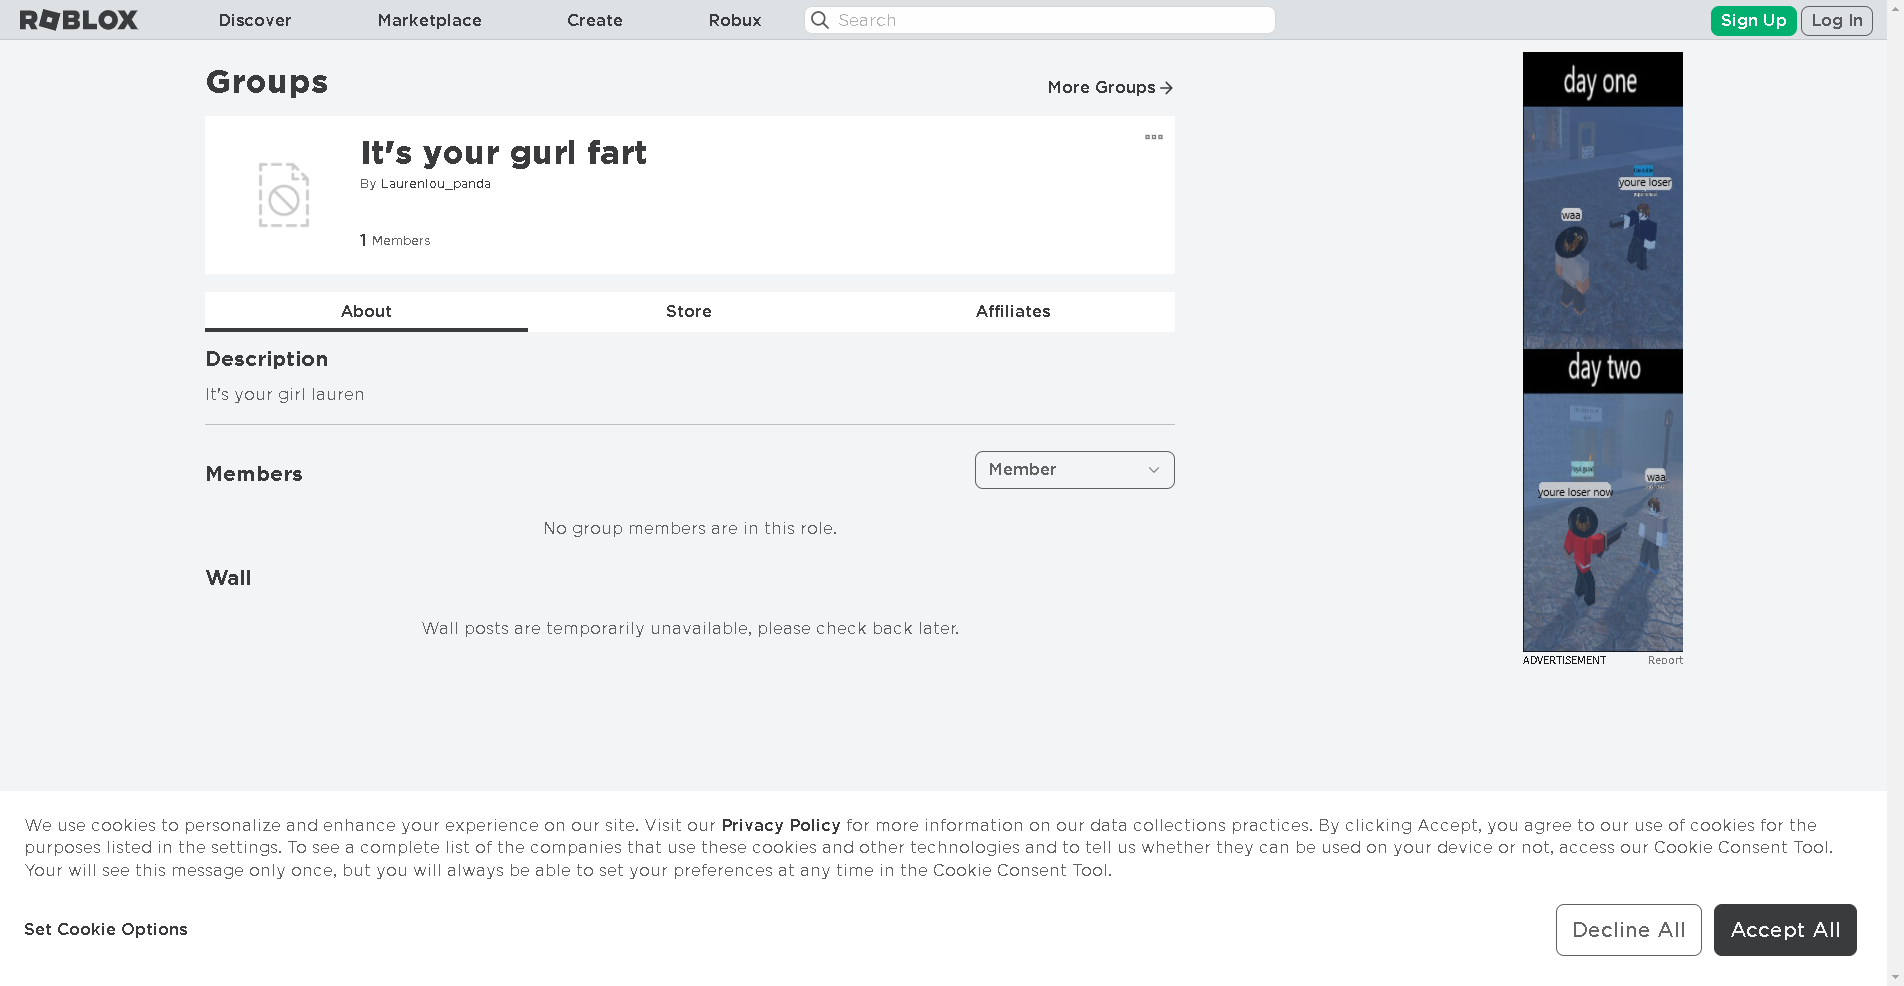 ROBLOX
Discover
Marketplace
Create
Robux
Search
Sign Up
Log In
Groups
More Groups
It's your gurl fart
By Laurenlou_panda
1 Members
About
Store
Affiliates
Description
It's your girl lauren
Members
Member
No group members are in this role.
Wall
Wall posts are temporarily unavailable, please check back later.
day one
youre loser
waa
day two
waa
youre loser now
ADVERTISEMENT
Report
We use cookies to personalize and enhance your experience on our site. Visit our Privacy Policy for more information on our data collections practices. By clicking Accept, you agree to our use of cookies for the
purposes listed in the settings. To see a complete list of the companies that use these cookies and other technologies and to tell us whether they can be used on your device or not, access our Cookie Consent Tool.
Your will see this message only once, but you will always be able to set your preferences at any time in the Cookie Consent Tool.
Set Cookie Options
Decline All
Accept All